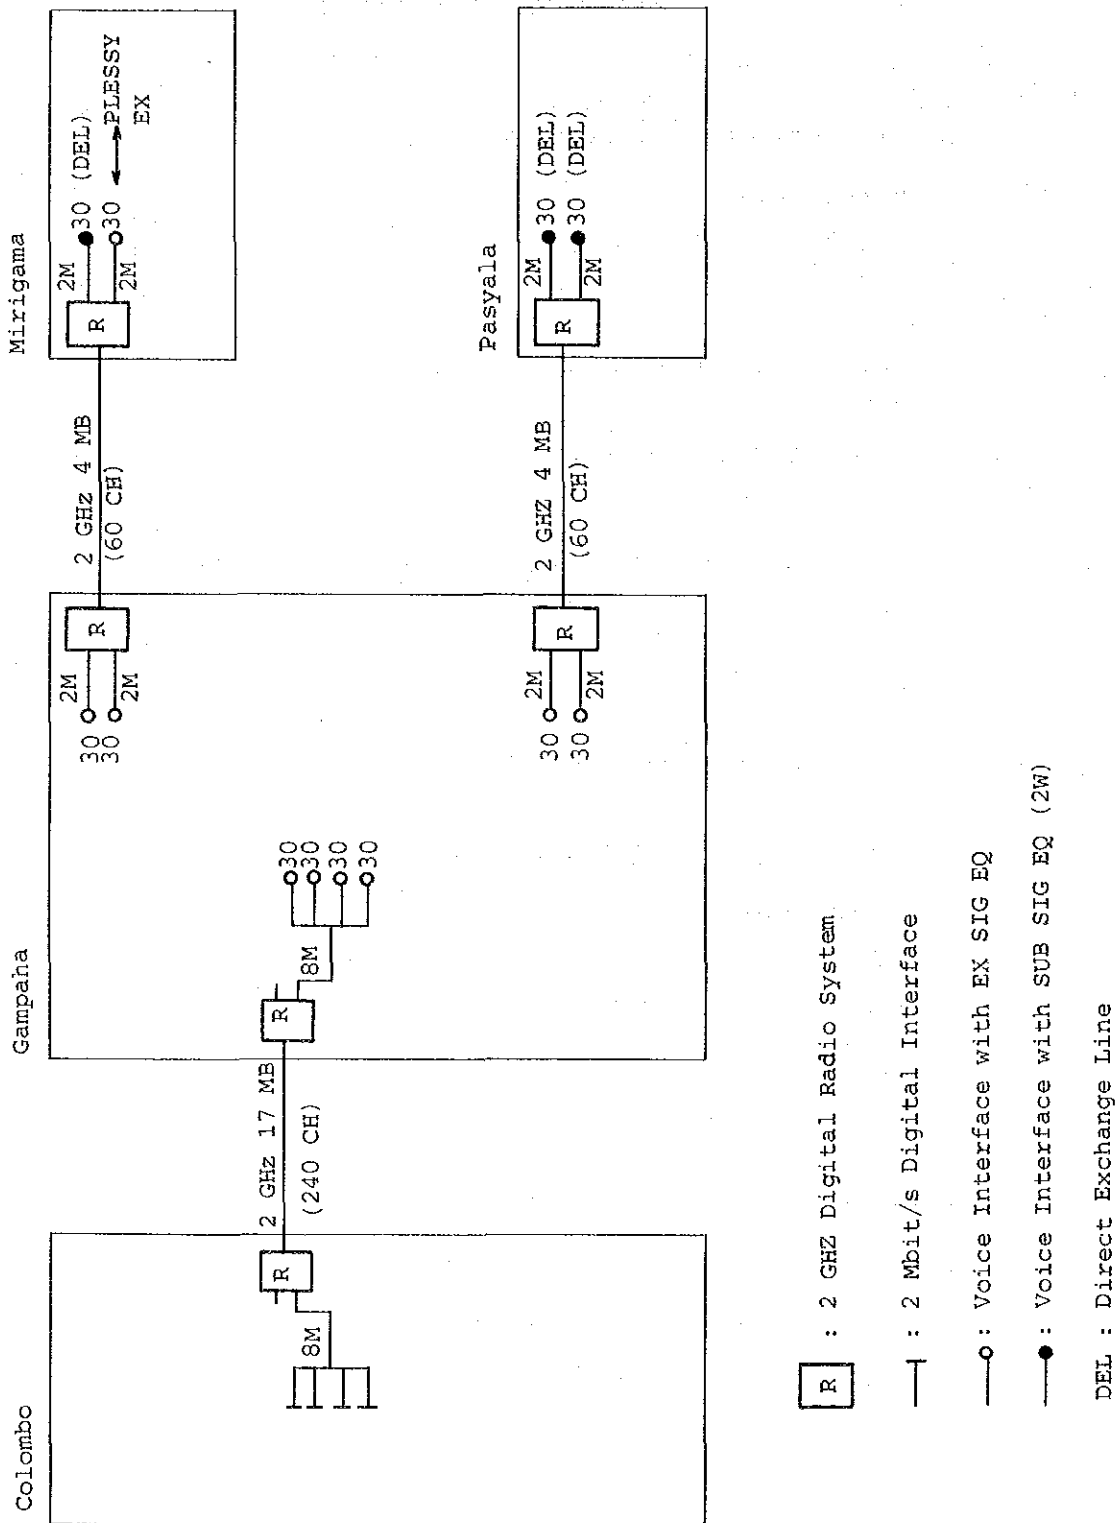 Colombo
8M
R
2 GHz 17 MB
(240 CH)
Gampaha
R
8M
30
30
30
30
30
30
2M
2M
R
30
30
2M
2M
R
2 GHz 4 MB
(60 CH)
2 GHZ 4 MB
(60 CH)
Mirigama
R
2M
2M
30 (DEL)
30
PLESSY
EX
Pasyala
R
2M
2M
30 (DEL)
30 (DEL)
R : 2 GHZ Digital Radio System
: 2 Mbit/s Digital Interface
: Voice Interface with EX SIG EQ
: Voice Interface with SUB SIG EQ (2W)
DEL : Direct Exchange Line